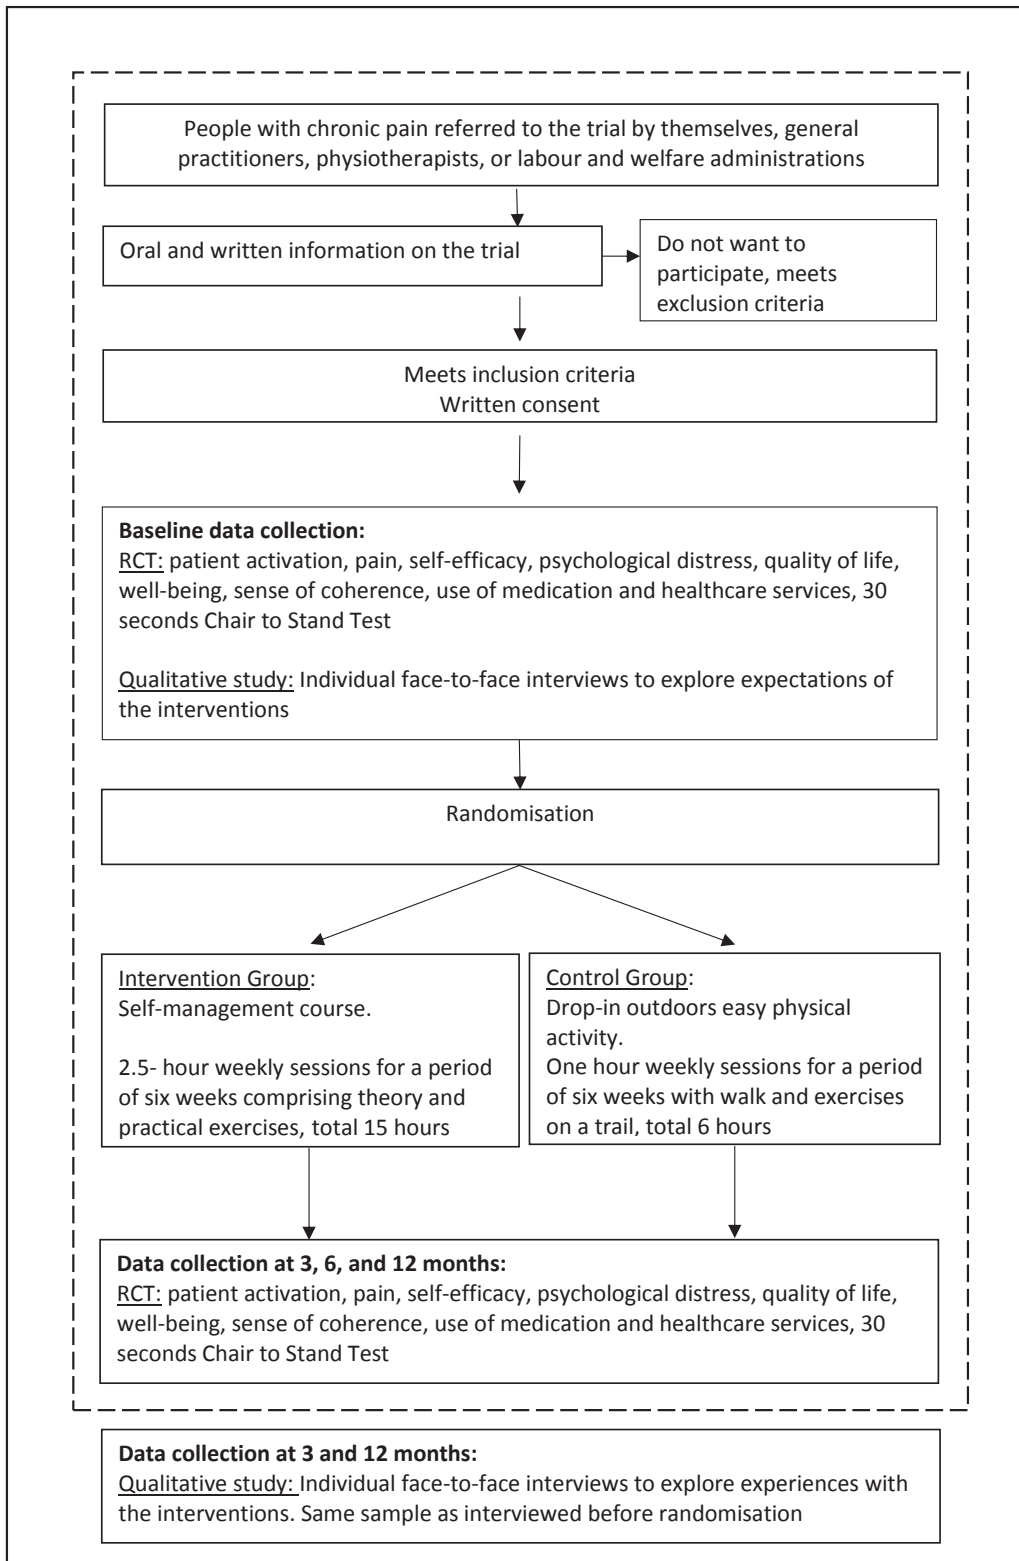 People with chronic pain referred to the trial by themselves, general
practitioners, physiotherapists, or labour and welfare administrations
Oral and written information on the trial
Do not want to
participate, meets
exclusion criteria
Meets inclusion criteria
Written consent
Baseline data collection:
RCT: patient activation, pain, self-efficacy, psychological distress, quality of life,
well-being, sense of coherence, use of medication and healthcare services, 30
seconds Chair to Stand Test
Qualitative study: Individual face-to-face interviews to explore expectations of
the interventions
Randomisation
Intervention Group:
Self-management course.
2.5- hour weekly sessions for a period
of six weeks comprising theory and
practical exercises, total 15 hours
Control Group:
Drop-in outdoors easy physical
activity.
One hour weekly sessions for a period
of six weeks with walk and exercises
on a trail, total 6 hours
Data collection at 3, 6, and 12 months:
RCT: patient activation, pain, self-efficacy, psychological distress, quality of life,
well-being, sense of coherence, use of medication and healthcare services, 30
seconds Chair to Stand Test
Data collection at 3 and 12 months:
Qualitative study: Individual face-to-face interviews to explore experiences with
the interventions. Same sample as interviewed before randomisation